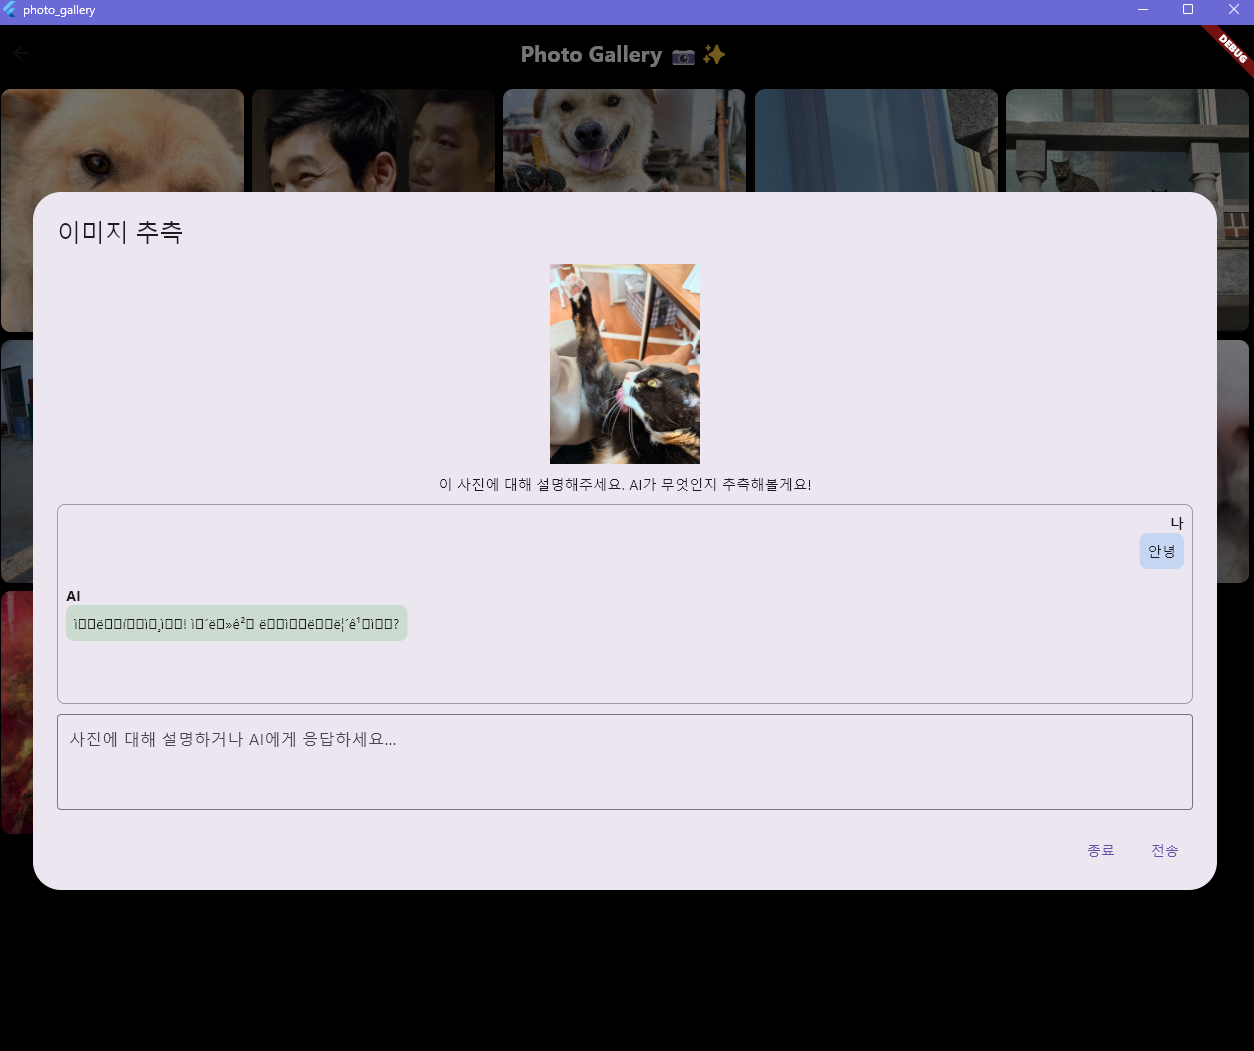 photo_gallery
Photo Gallery 📷 ✨
DEBUG
이미지 추측
이 사진에 대해 설명해주세요. AI가 무엇인지 추측해볼게요!
나
안녕
AI
사진에 대해 설명하거나 AI에게 응답하세요...
종료 전송